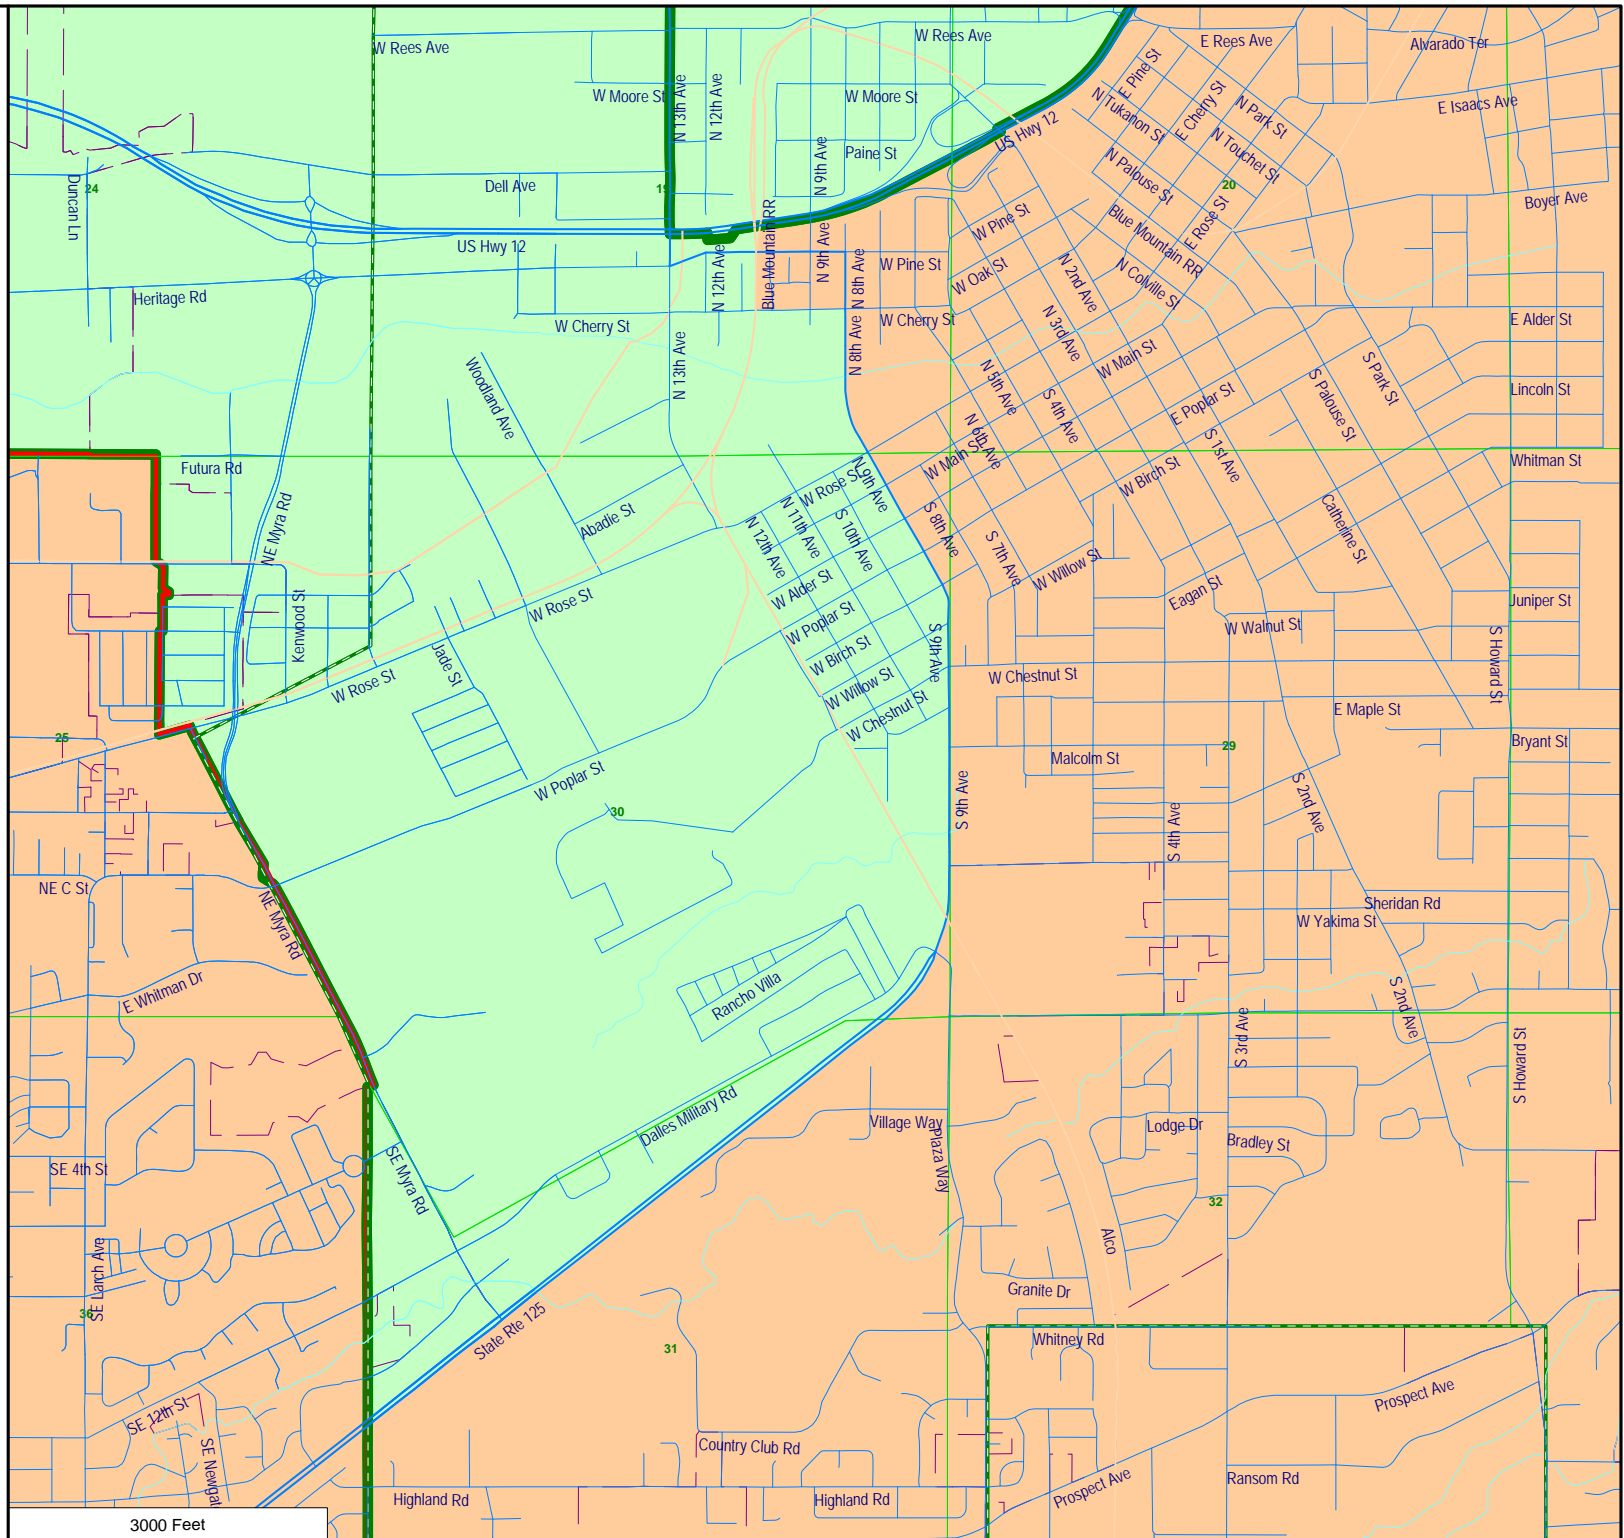 W Rees Ave
W Rees Ave
E Rees Ave
Alvarado Ter
E Pine St
W Moore St
N 13th Ave
N 12th Ave
W Moore St
N Tukanon St
E Cherry St
N Park St
E Isaacs Ave
US Hwy 12
Paine St
N 9th Ave
N Touchet St
N Palouse St
Duncan Ln
24
Dell Ave
19
20
Boyer Ave
Blue Mountain RR
W Pine St
Blue Mountain RR
E Rose St
US Hwy 12
N 12th Ave
N 9th Ave
N 8th Ave
W Pine St
W Oak St
N 2nd Ave
N Colville St
Heritage Rd
W Cherry St
W Cherry St
N 3rd Ave
E Alder St
N 13th Ave
N 8th Ave
W Main St
Woodland Ave
N 5th Ave
S 4th Ave
E Poplar St
S Palouse St
S Park St
Lincoln St
N 6th Ave
S 1st Ave
Futura Rd
W Main St
W Birch St
Whitman St
NE Myra Rd
Abadie St
W Rose St
N 9th Ave
N 11th Ave
S 10th Ave
N 12th Ave
S 8th Ave
S 7th Ave
Catherine St
W Willow St
Kenwood St
W Rose St
W Alder St
W Poplar St
Eagan St
Juniper St
W Walnut St
Jade St
W Birch St
S 9th Ave
S Howard St
W Rose St
W Willow St
W Chestnut St
W Chestnut St
E Maple St
25
29
Bryant St
Malcolm St
W Poplar St
30
S 9th Ave
S 2nd Ave
S 4th Ave
NE C St
NE Myra Rd
Sheridan Rd
W Yakima St
E Whitman Dr
Rancho Villa
S 2nd Ave
S 3rd Ave
S Howard St
Dalles Military Rd
Village Way
Lodge Dr
Bradley St
SE 4th St
SE Myra Rd
Plaza Way
32
Alco
SE Larch Ave
36
Granite Dr
State Rte 125
31
Whitney Rd
SE 12th St
Prospect Ave
SE Newgat
Country Club Rd
Highland Rd
Highland Rd
Prospect Ave
Ransom Rd
3000 Feet